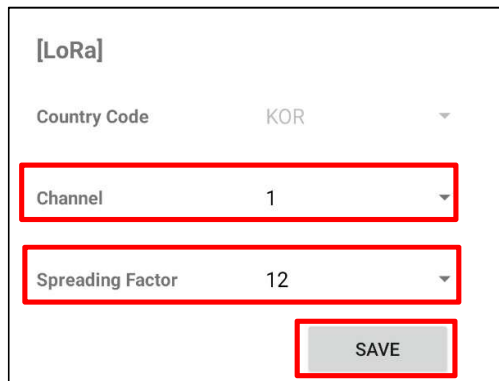 [LoRa]
Country Code KOR
Channel 1
Spreading Factor 12
SAVE